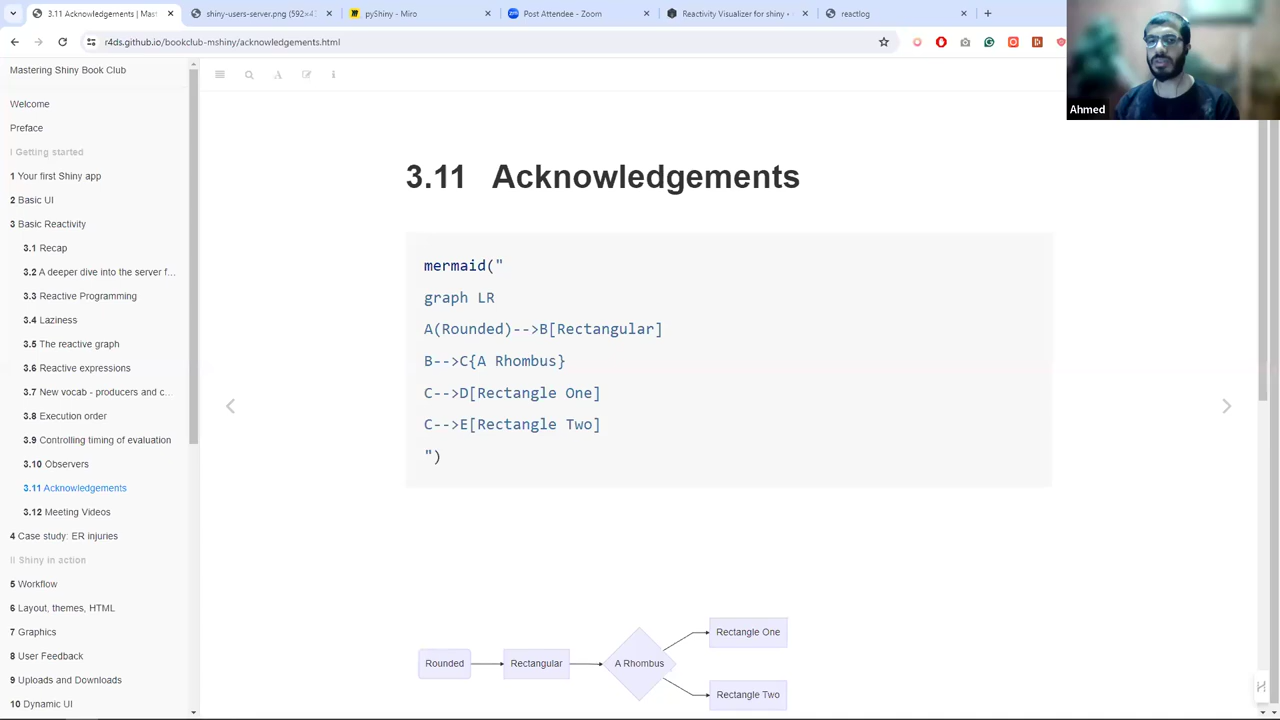 3.11 Acknowledgements | Mast
shiny-users-server.png (592×43
pyShiny - Miro
Post Attendee - Zoom
Reactivity Visualizer for shiny •
reactlog
r4ds.github.io/bookclub-mshiny/acknowledgements.html
Ahmed
Mastering Shiny Book Club
Welcome
Preface
I Getting started
1 Your first Shiny app
2 Basic UI
3 Basic Reactivity
3.1 Recap
3.2 A deeper dive into the server f…
3.3 Reactive Programming
3.4 Laziness
3.5 The reactive graph
3.6 Reactive expressions
3.7 New vocab - producers and c…
3.8 Execution order
3.9 Controlling timing of evaluation
3.10 Observers
3.11 Acknowledgements
3.12 Meeting Videos
4 Case study: ER injuries
II Shiny in action
5 Workflow
6 Layout, themes, HTML
7 Graphics
8 User Feedback
9 Uploads and Downloads
10 Dynamic UI
3.11 Acknowledgements
mermaid("
graph LR
A(Rounded)-->B[Rectangular]
B-->C{A Rhombus}
C-->D[Rectangle One]
C-->E[Rectangle Two]
")
Rounded
Rectangular
A Rhombus
Rectangle One
Rectangle Two